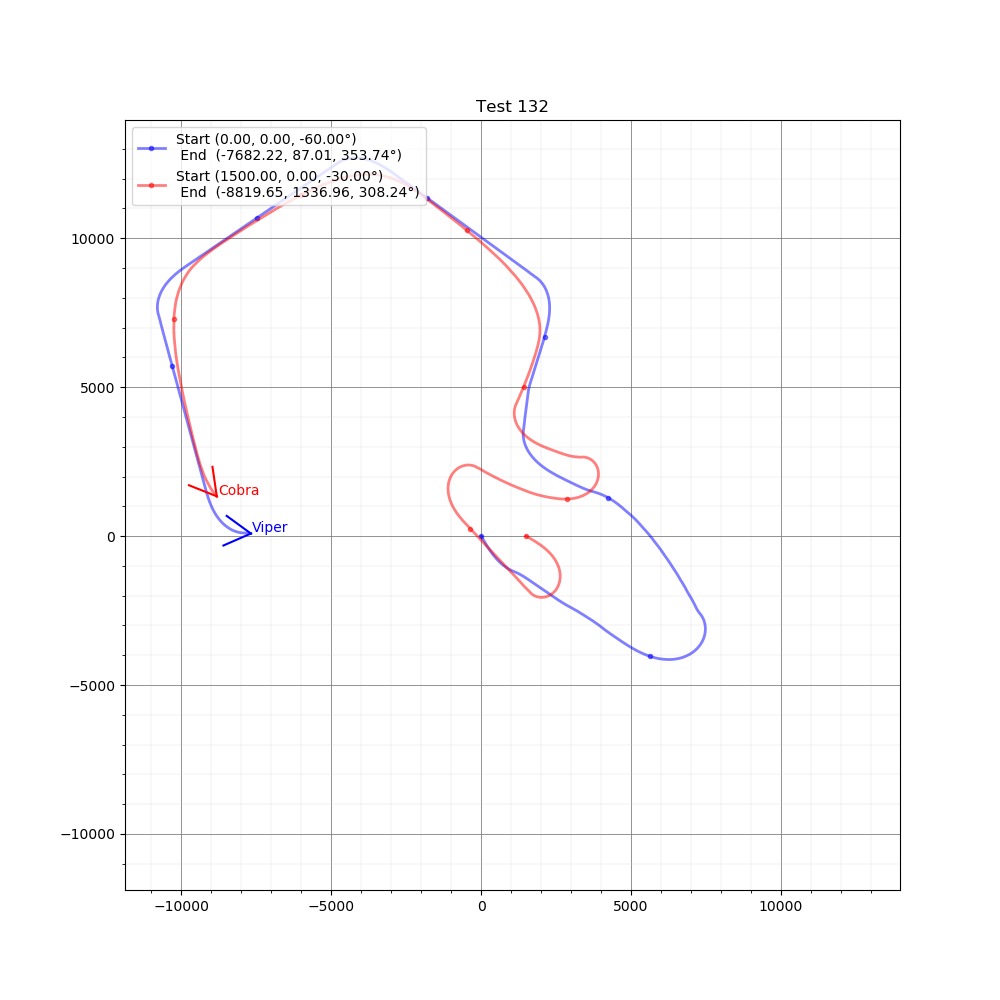 Test 132
Start (0.00, 0.00, -60.00°)
End  (-7682.22, 87.01, 353.74°)
Start (1500.00, 0.00, -30.00°)
End  (-8819.65, 1336.96, 308.24°)
10000
5000
Cobra
Viper
0
−5000
−10000
−10000 −5000 0 5000 10000